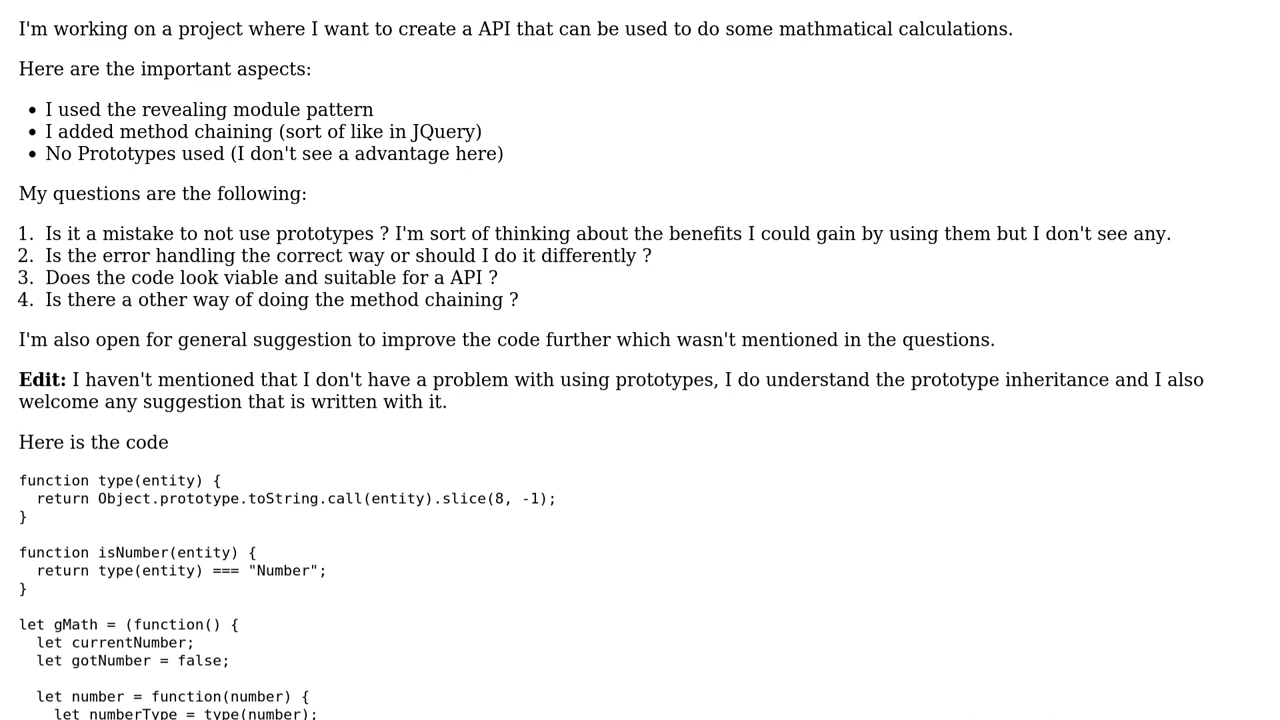 I'm working on a project where I want to create a API that can be used to do some mathmatical calculations.
Here are the important aspects:
• I used the revealing module pattern
• I added method chaining (sort of like in JQuery)
• No Prototypes used (I don't see a advantage here)
My questions are the following:
1. Is it a mistake to not use prototypes ? I'm sort of thinking about the benefits I could gain by using them but I don't see any.
2. Is the error handling the correct way or should I do it differently ?
3. Does the code look viable and suitable for a API ?
4. Is there a other way of doing the method chaining ?
I'm also open for general suggestion to improve the code further which wasn't mentioned in the questions.
Edit: I haven't mentioned that I don't have a problem with using prototypes, I do understand the prototype inheritance and I also
welcome any suggestion that is written with it.
Here is the code
function type(entity) {
  return Object.prototype.toString.call(entity).slice(8, -1);
}
function isNumber(entity) {
  return type(entity) === "Number";
}
let gMath = (function() {
  let currentNumber;
  let gotNumber = false;
  let number = function(number) {
    let numberType = type(number);